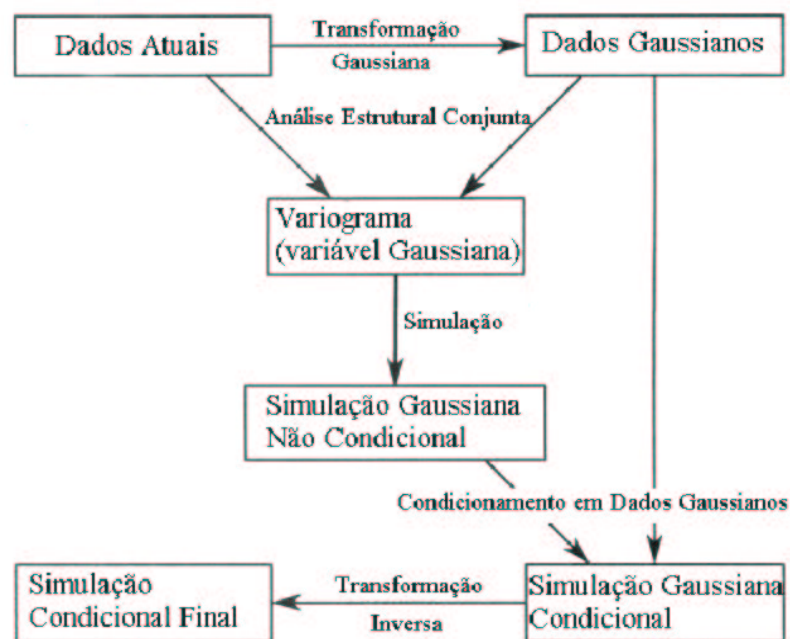 Dados Atuais
Transformação
Gaussiana
Dados Gaussianos
Análise Estrutural Conjunta
Variograma
(variável Gaussiana)
Simulação
Simulação Gaussiana
Não Condicional
Condicionamento em Dados Gaussianos
Simulação
Condicional Final
Transformação
Inversa
Simulação Gaussiana
Condicional